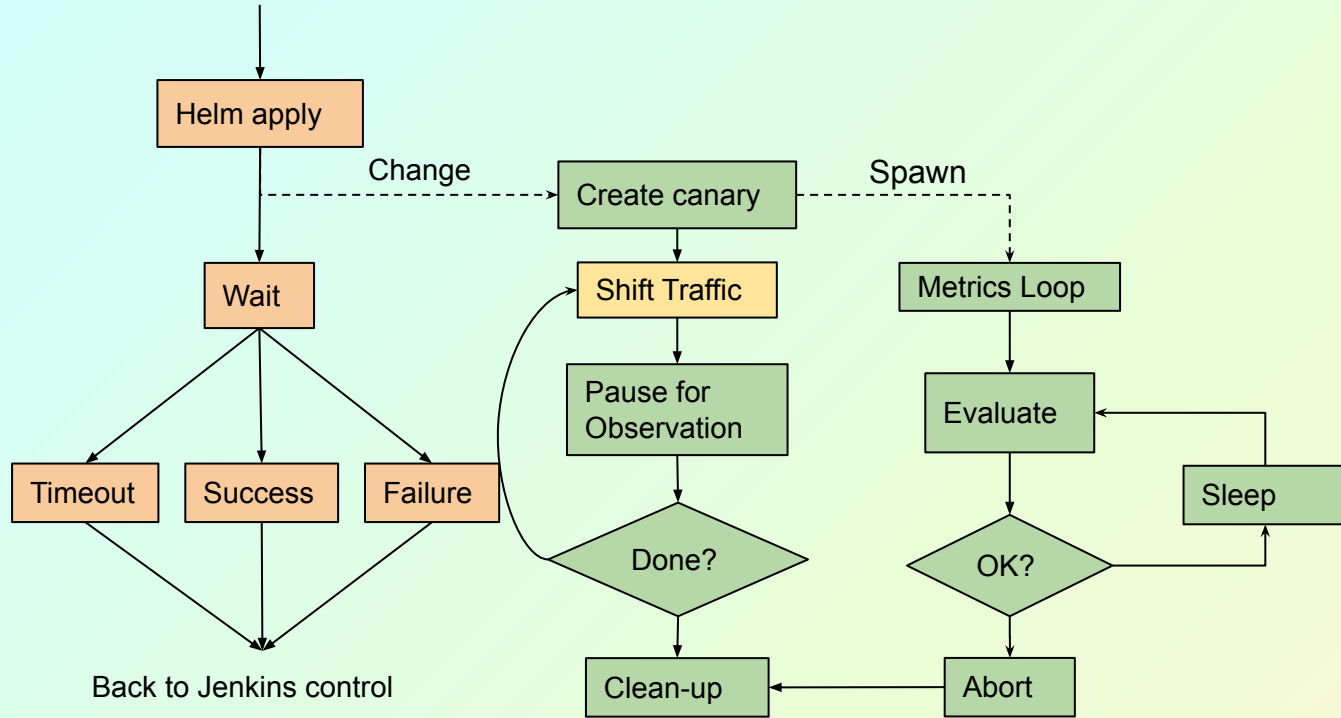 Helm apply
Change
Create canary
Spawn
Wait
Shift Traffic
Metrics Loop
Pause for
Observation
Evaluate
Timeout
Success
Failure
Sleep
Done?
OK?
Back to Jenkins control
Clean-up
Abort